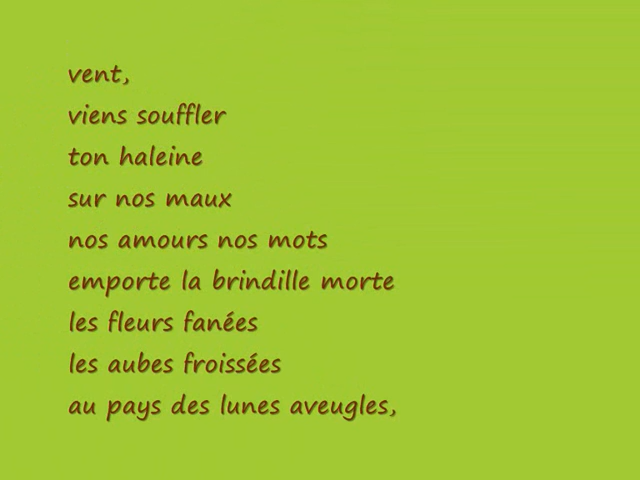 vent,
viens souffler
ton haleine
sur nos maux
nos amours nos mots
emporte la brindille morte
les fleurs fanées
les aubes froissées
au pays des lunes aveugles,